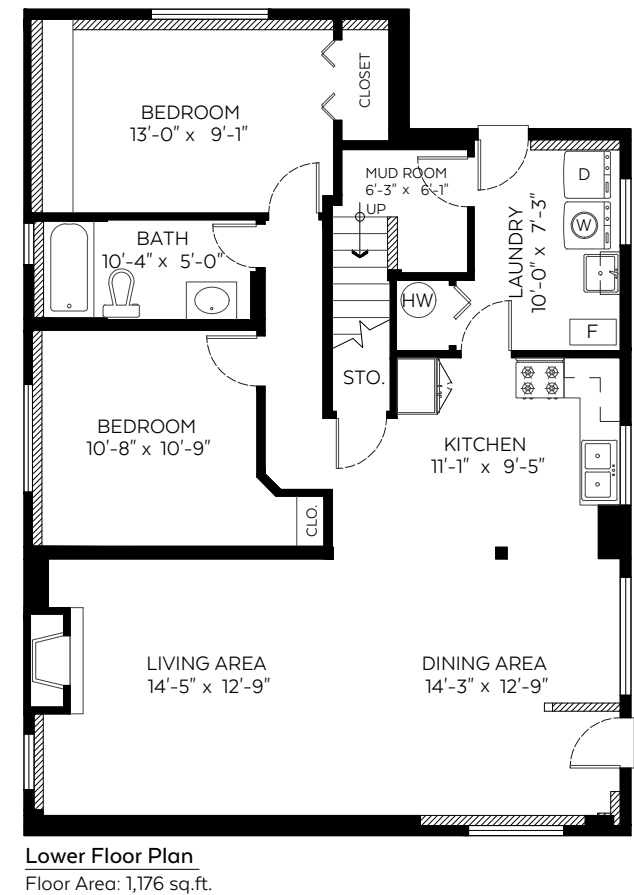 BEDROOM
13'-0" x 9'-1"
CLOSET
MUD ROOM
6'-3" x 6'-1"
UP
D
W
LAUNDRY
10'-0" x 7'-3"
BATH
10'-4" x 5'-0"
HW
F
STO.
BEDROOM
10'-8" x 10'-9"
KITCHEN
11'-1" x 9'-5"
CLO.
LIVING AREA
14'-5" x 12'-9"
DINING AREA
14'-3" x 12'-9"
Lower Floor Plan
Floor Area: 1,176 sq.ft.